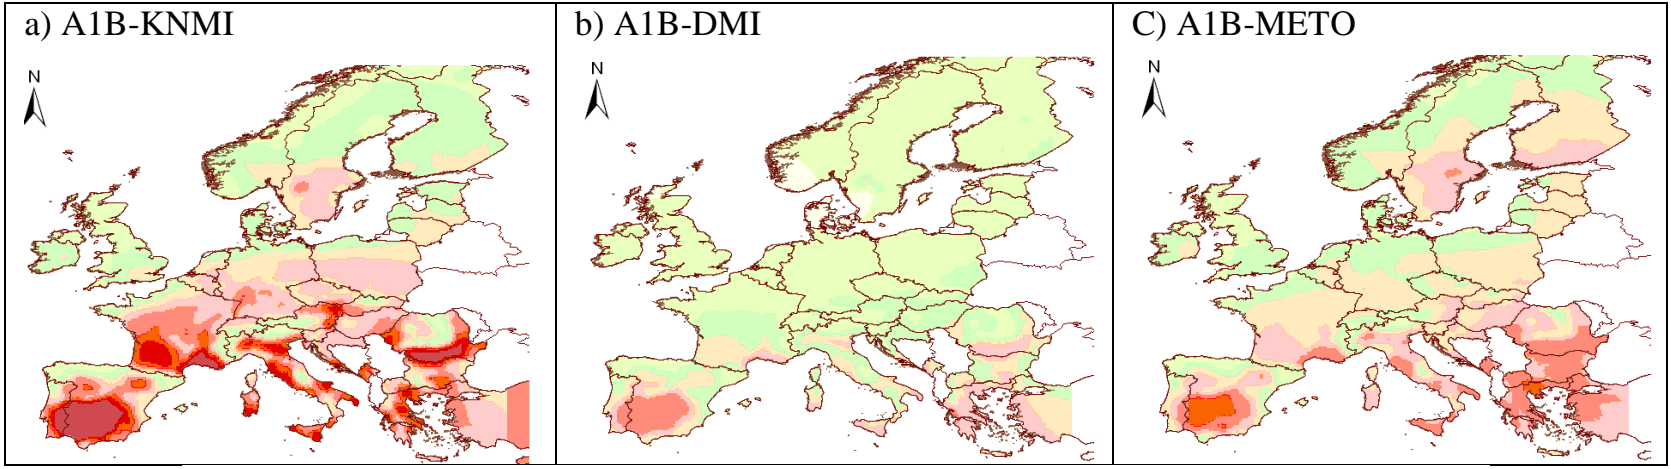 a) A1B-KNMI
b) A1B-DMI
C) A1B-METO
N
N
N